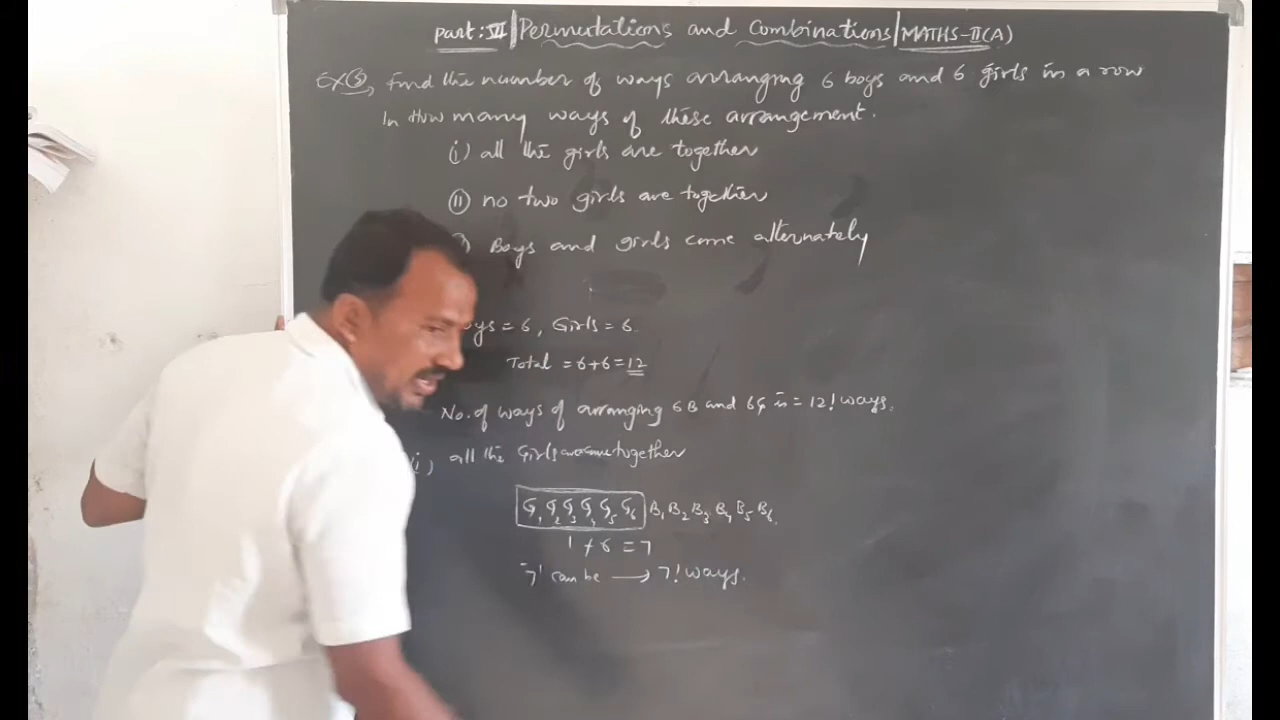 Part: VI | Permutations and Combinations | MATHS-II(A)
Ex(3), Find the number of ways arranging 6 boys and 6 girls in a row
In How many ways of these arrangement.
(i) all the girls are together
(ii) no two girls are together
) Boys and girls come alternately
ys = 6, Girls = 6.
Total = 6+6 = 12
No. of ways of arranging 6B and 6G is = 12! ways.
(i) all the Girls are together
G1 G2 G3 G4 G5 G6 B1 B2 B3 B4 B5 B6.
1 + 6 = 7
'7' can be → 7! ways.